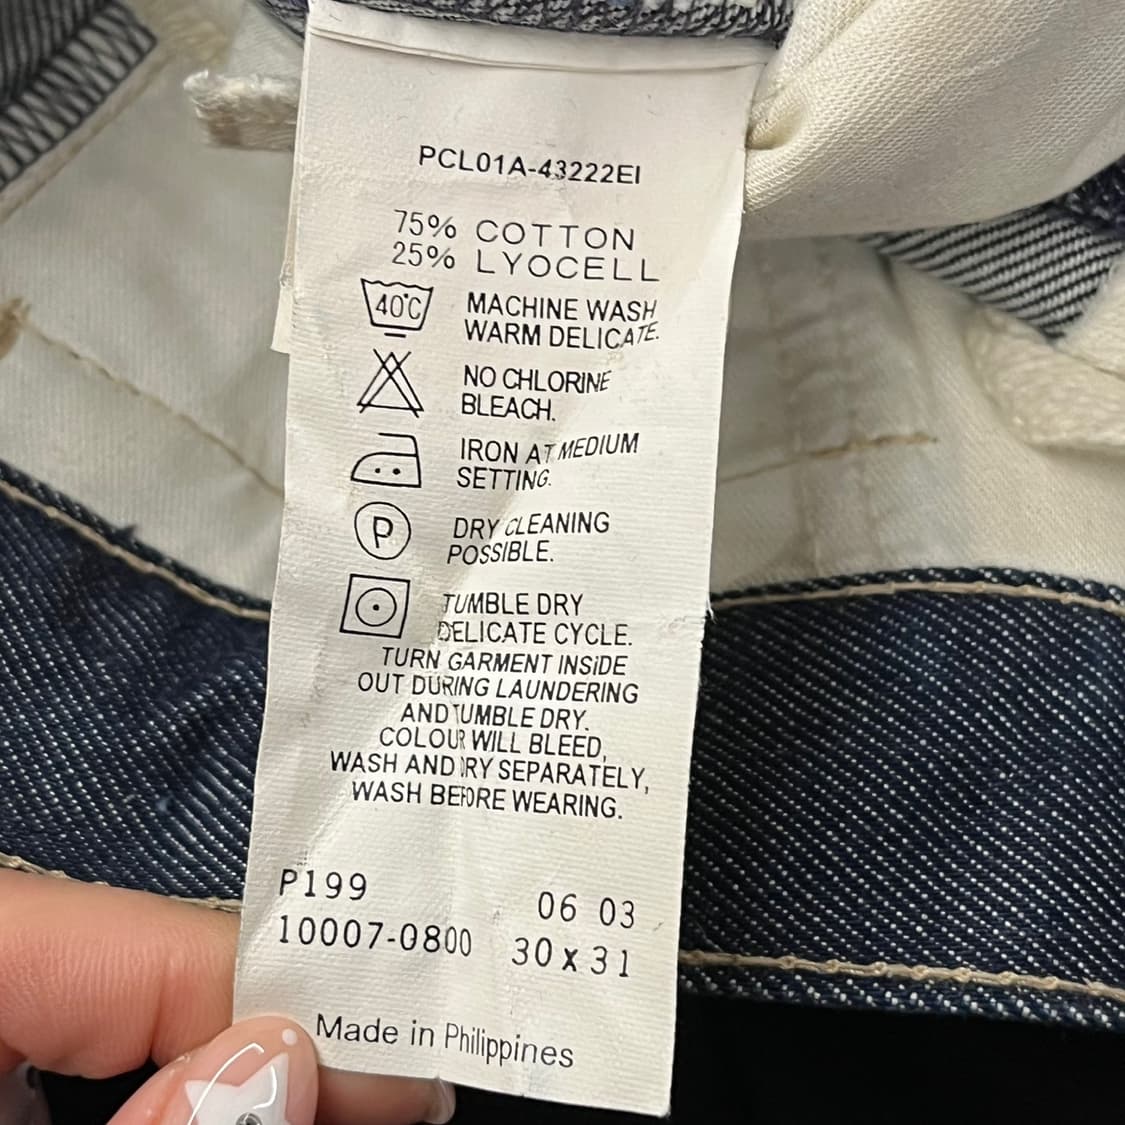 PCL01A-43222EI
75% COTTON
25% LYOCELL
40°C MACHINE WASH
WARM DELICATE.
NO CHLORINE
BLEACH.
IRON AT MEDIUM
SETTING.
P DRY CLEANING
POSSIBLE.
TUMBLE DRY
DELICATE CYCLE.
TURN GARMENT INSiDE
OUT DURING LAUNDERING
AND TUMBLE DRY.
COLOUR WILL BLEED,
WASH AND DRY SEPARATELY,
WASH BEFORE WEARING.
P199 06 03
10007-0800 30x31
Made in Philippines